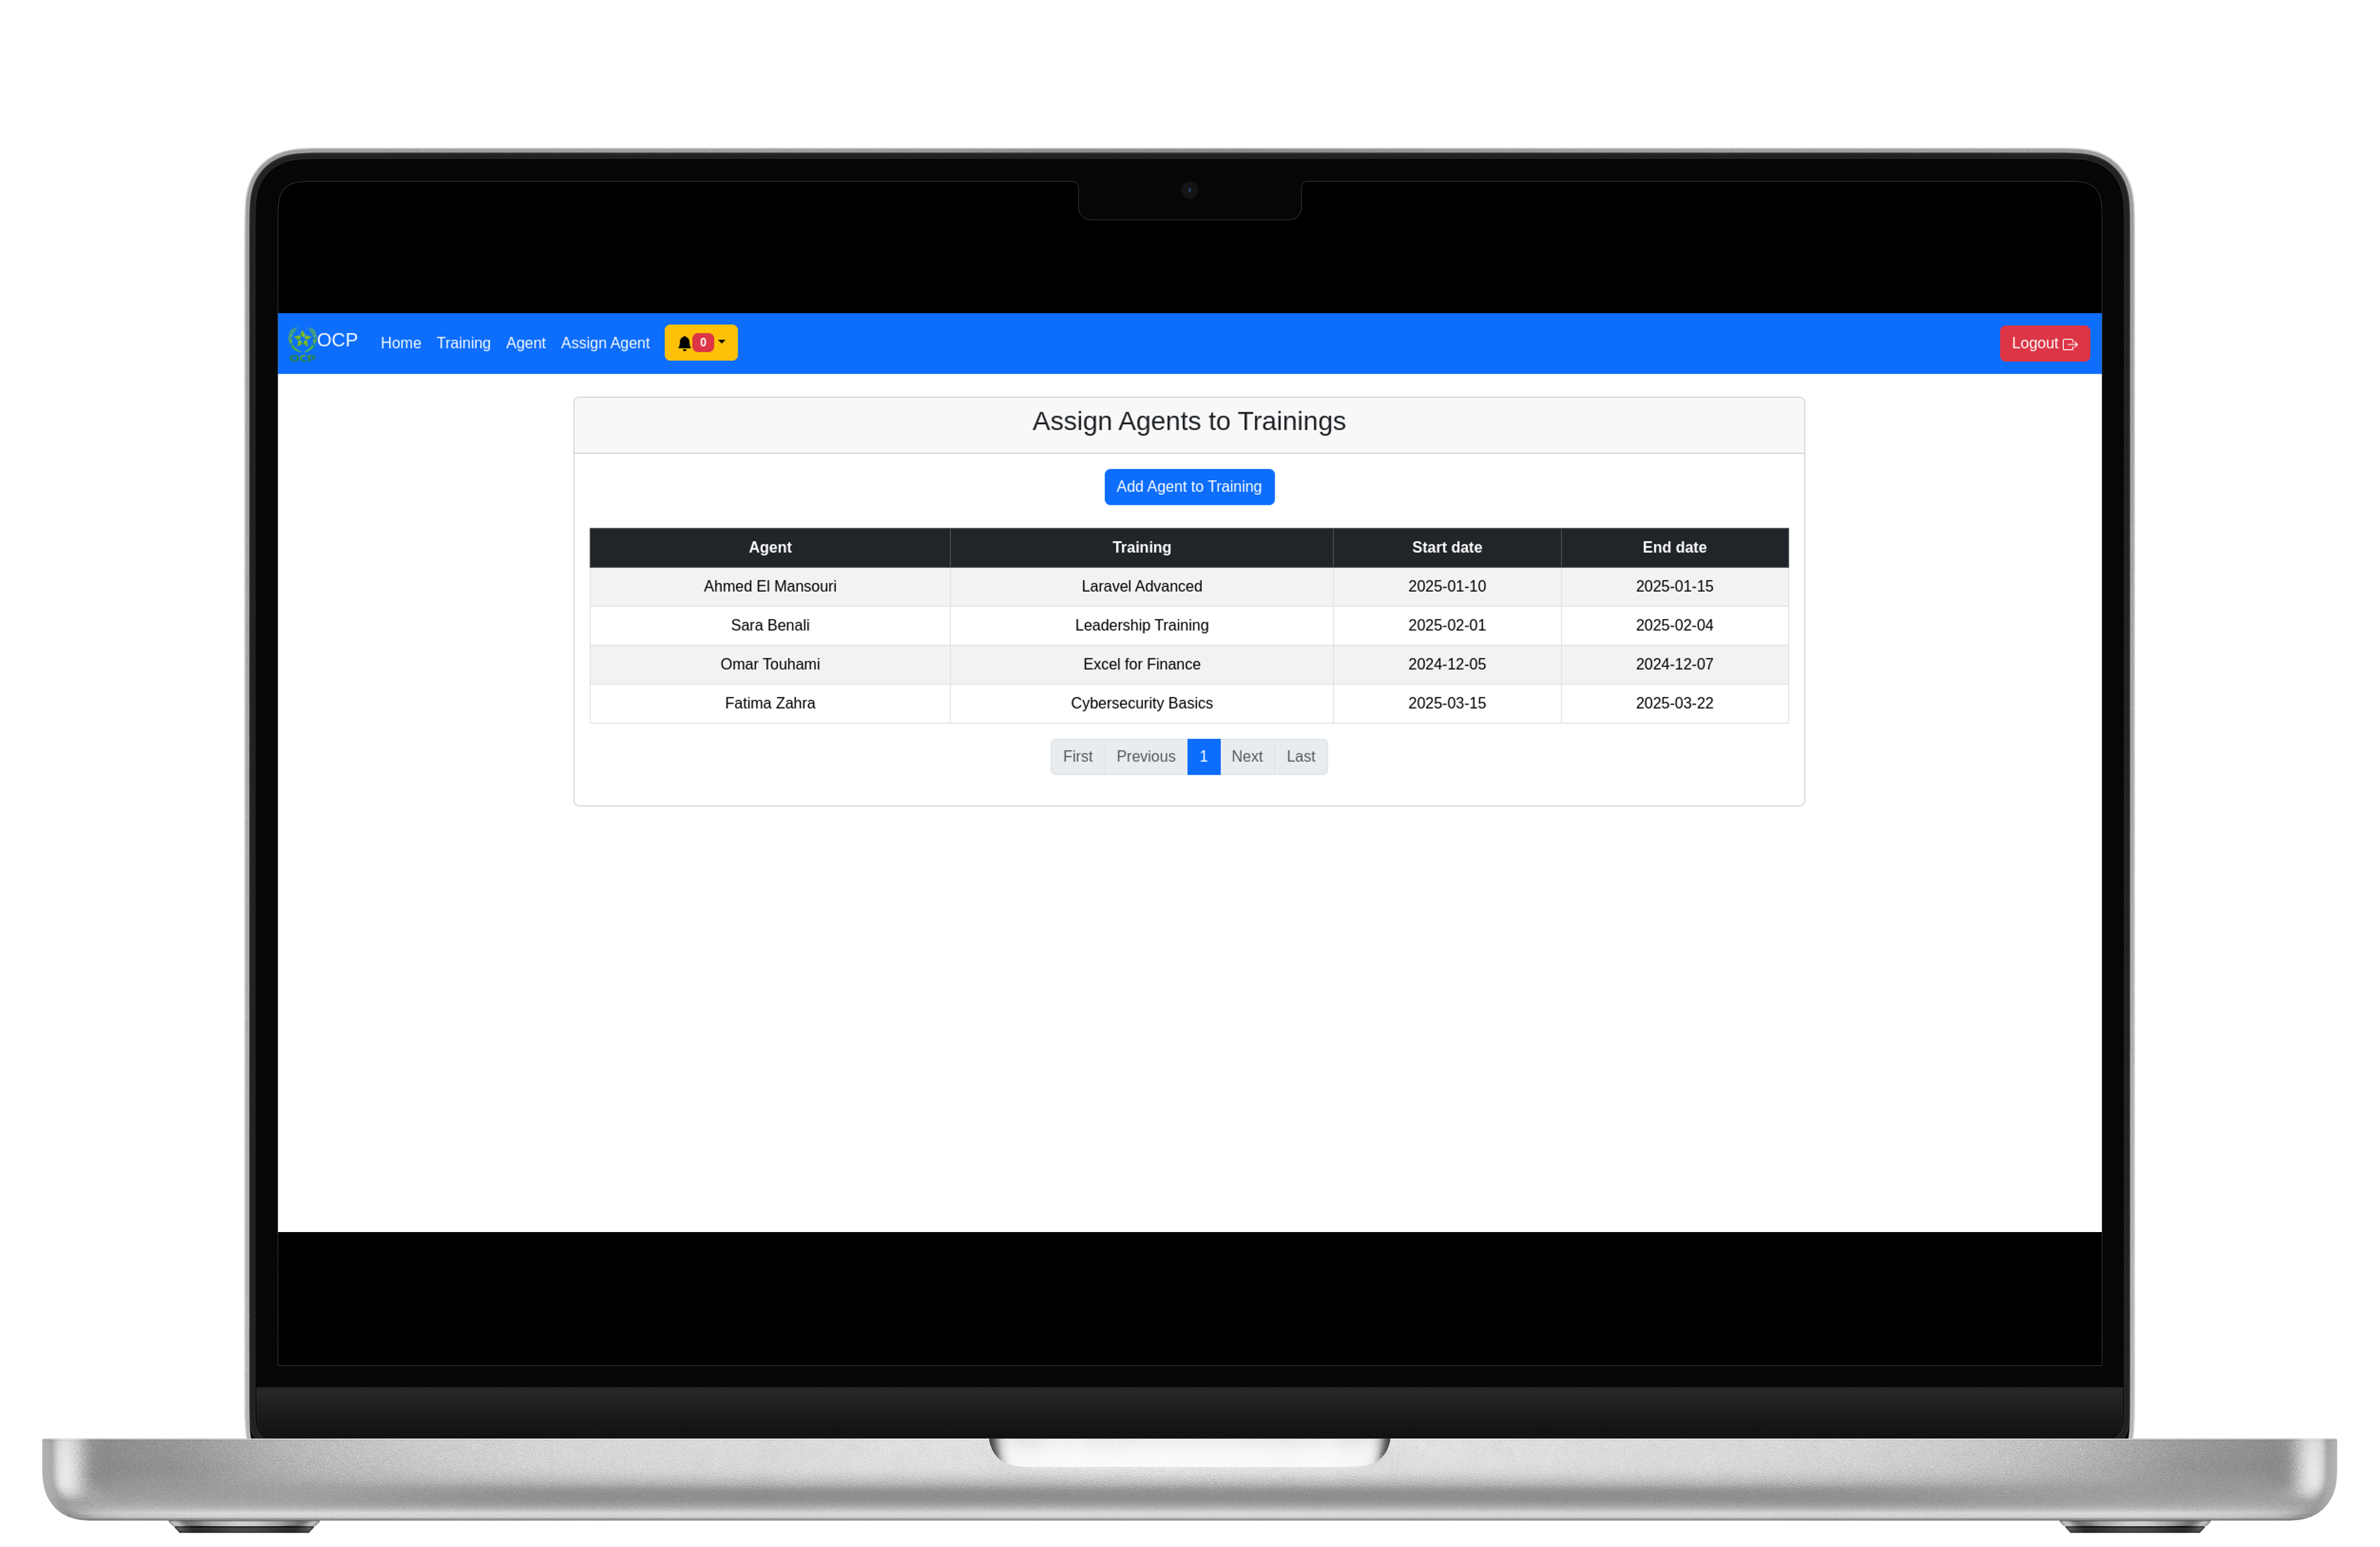 OCP Home Training Agent Assign Agent 0 Logout
OCP
Assign Agents to Trainings
Add Agent to Training
Agent Training Start date End date
Ahmed El Mansouri Laravel Advanced 2025-01-10 2025-01-15
Sara Benali Leadership Training 2025-02-01 2025-02-04
Omar Touhami Excel for Finance 2024-12-05 2024-12-07
Fatima Zahra Cybersecurity Basics 2025-03-15 2025-03-22
First Previous 1 Next Last